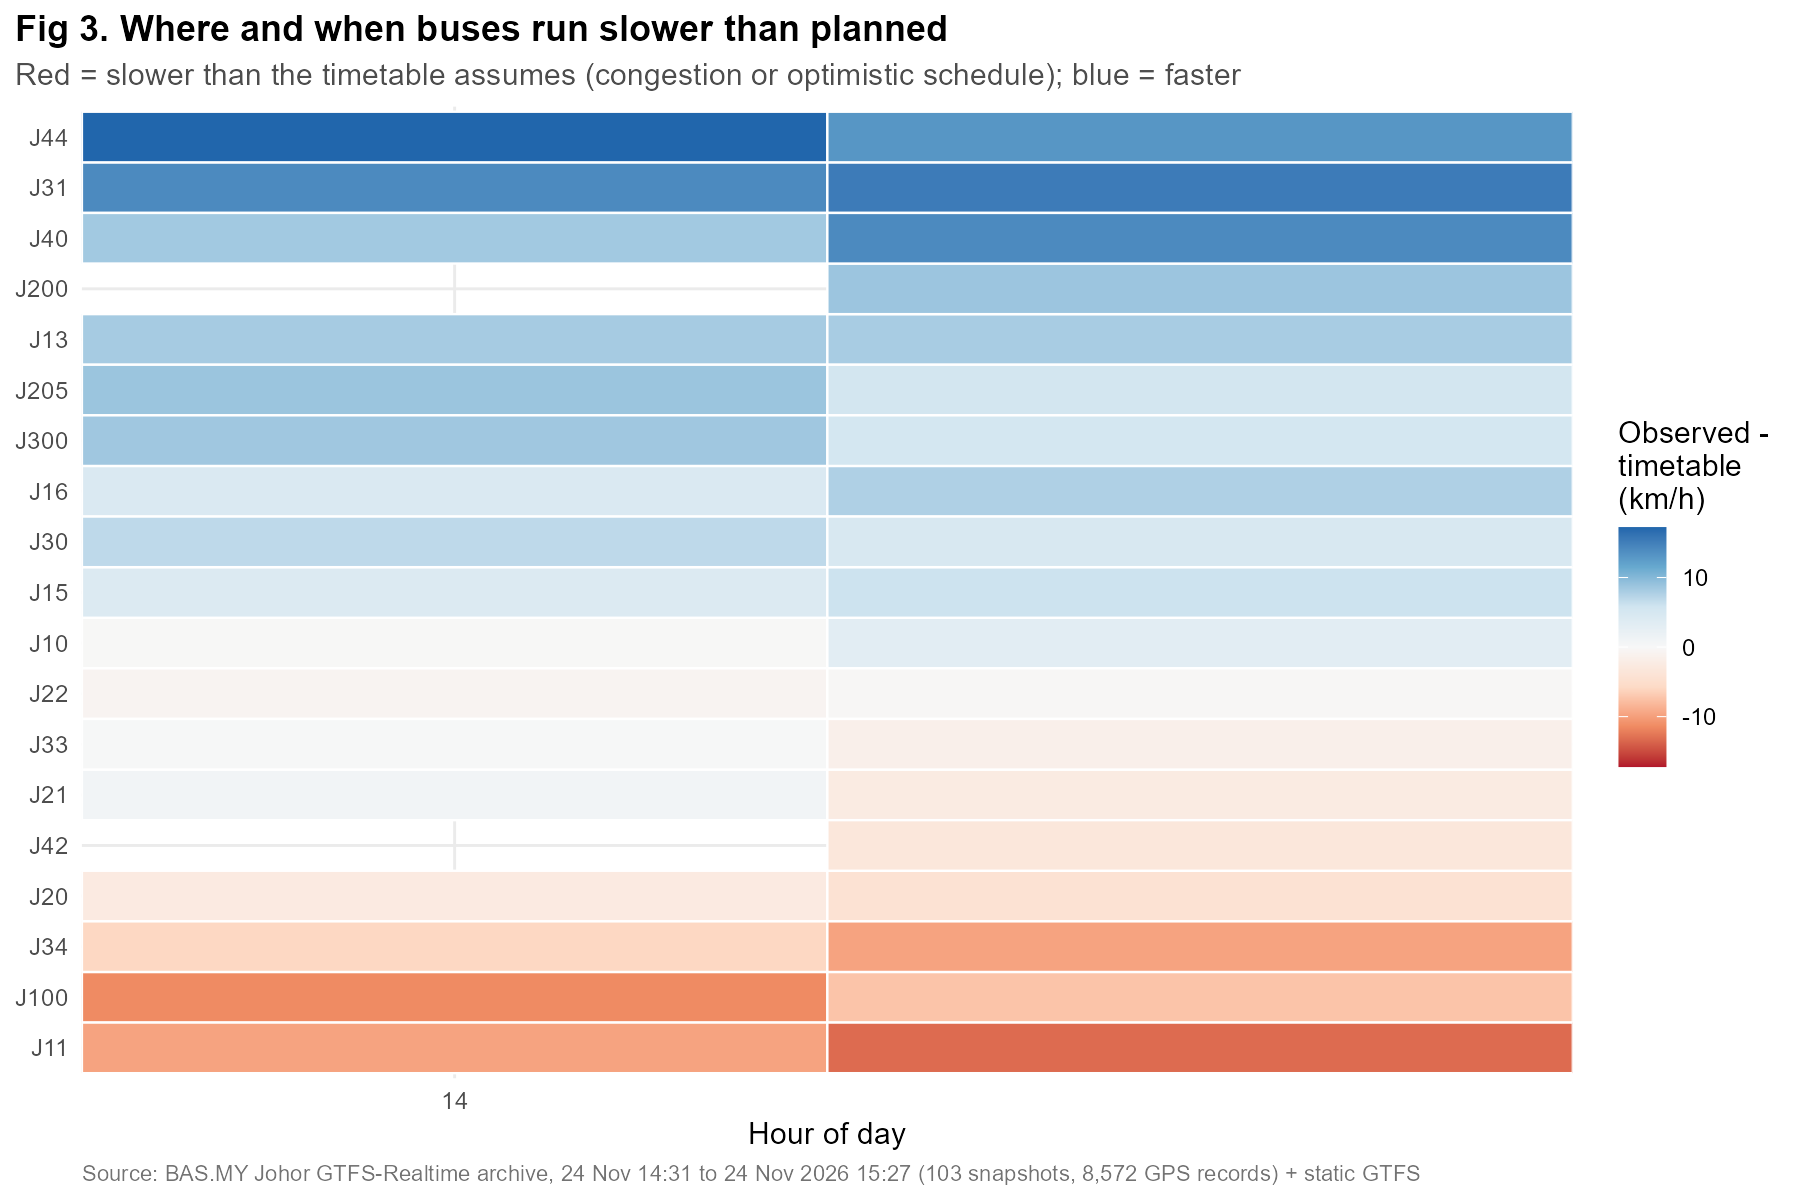 Fig 3. Where and when buses run slower than planned
Red = slower than the timetable assumes (congestion or optimistic schedule); blue = faster
J44
J31
J40
J200
J13
J205
J300
J16
J30
J15
J10
J22
J33
J21
J42
J20
J34
J100
J11
14
Hour of day
Observed -
timetable
(km/h)
10
0
-10
Source: BAS.MY Johor GTFS-Realtime archive, 24 Nov 14:31 to 24 Nov 2026 15:27 (103 snapshots, 8,572 GPS records) + static GTFS